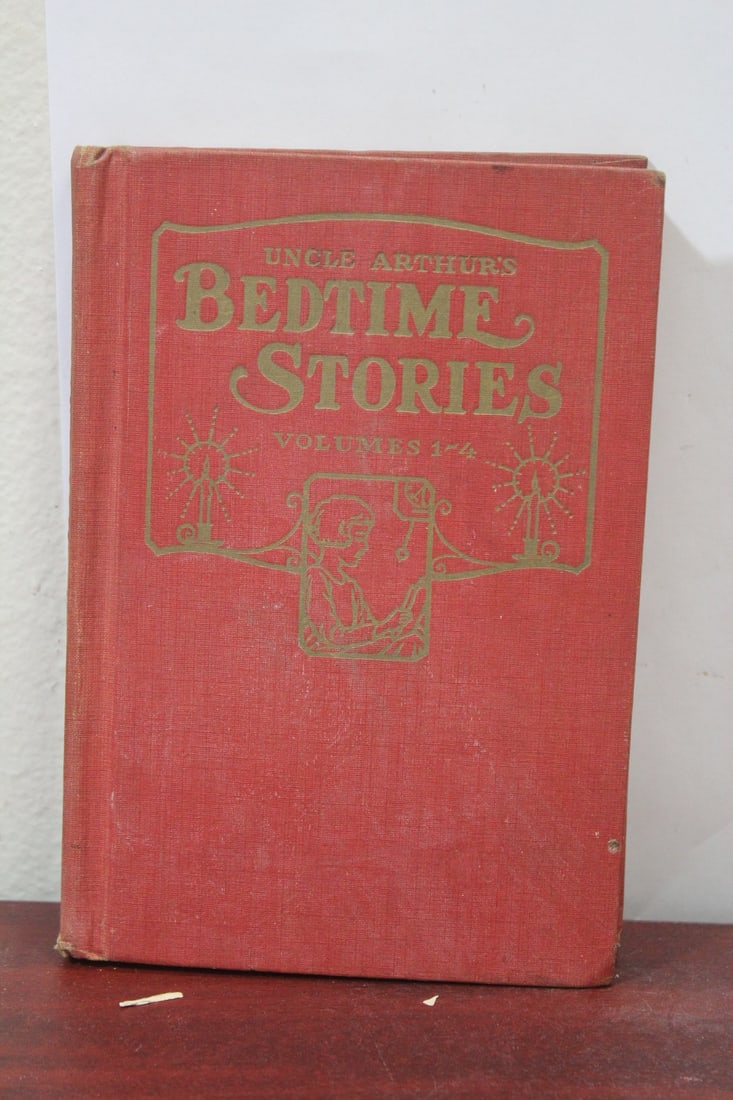 UNCLE ARTHUR'S
BEDTIME
STORIES
VOLUMES 1-4